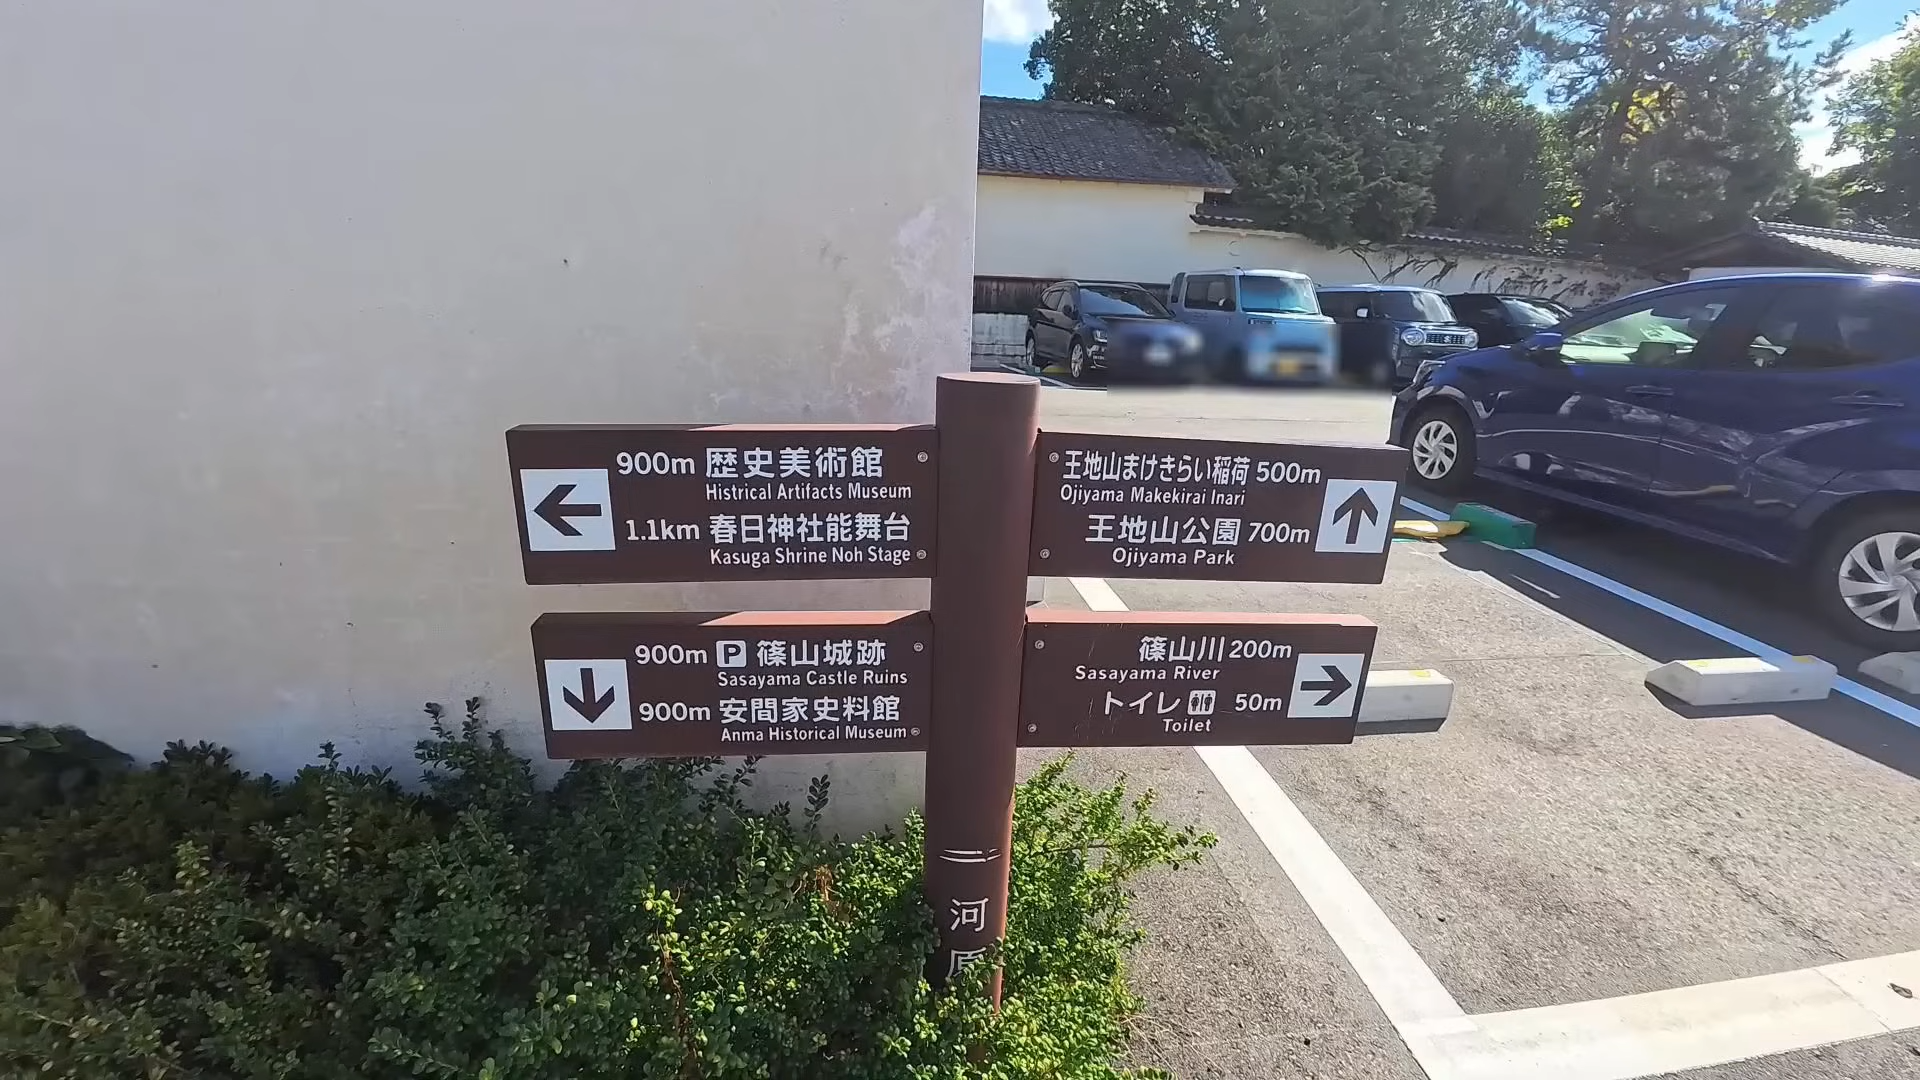 900m 歴史美術館
Histrical Artifacts Museum
1.1km 春日神社能舞台
Kasuga Shrine Noh Stage
王地山まけきらい稲荷 500m
Ojiyama Makekirai Inari
王地山公園 700m
Ojiyama Park
900m P 篠山城跡
Sasayama Castle Ruins
900m 安間家史料館
Anma Historical Museum
篠山川 200m
Sasayama River
トイレ 50m
Toilet
河
原